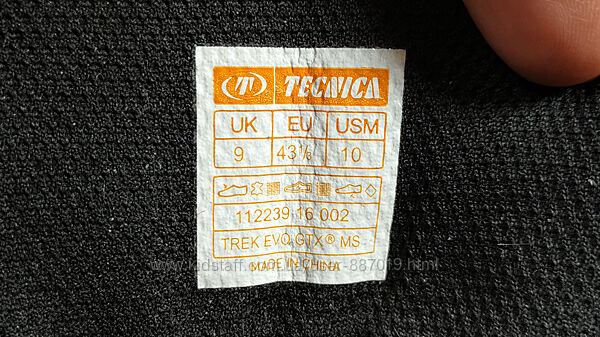 T TECNICA
UK EU USM
9 43⅓ 10
112239 16 002
TREK EVO GTX® MS
MADE IN CHINA